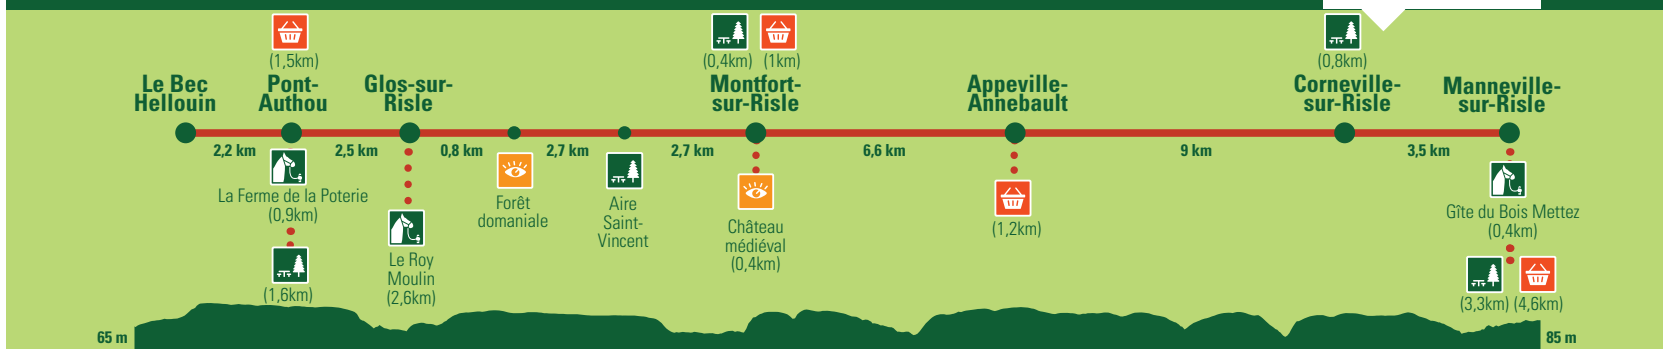 (1,5km)
(0,4km) (1km)
(0,8km)
Le Bec
Hellouin
Pont-
Authou
Glos-sur-
Risle
Montfort-
sur-Risle
Appeville-
Annebault
Corneville-
sur-Risle
Manneville-
sur-Risle
2,2 km
2,5 km
0,8 km
2,7 km
2,7 km
6,6 km
9 km
3,5 km
La Ferme de la Poterie
(0,9km)
(1,6km)
Le Roy
Moulin
(2,6km)
Forêt
domaniale
Aire
Saint-
Vincent
Château
médiéval
(0,4km)
(1,2km)
Gîte du Bois Mettez
(0,4km)
(3,3km) (4,6km)
65 m
85 m